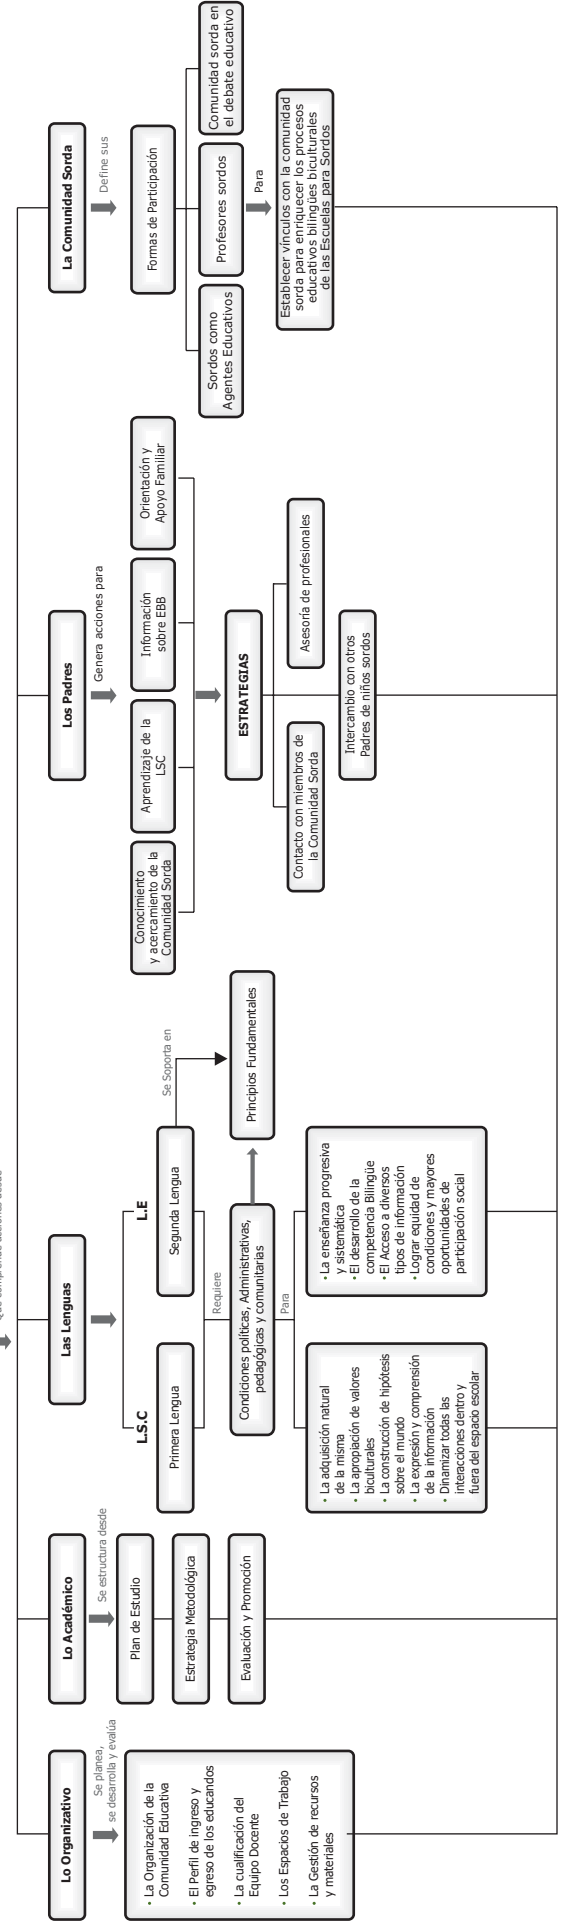 Que comprende acciones desde
Lo Organizativo
Se planea,
se desarrolla y evalúa
• La Organización de la
Comunidad Educativa
• El Perfil de ingreso y
egreso de los educandos
• La cualificación del
Equipo Docente
• Los Espacios de Trabajo
• La Gestión de recursos
y materiales
Lo Académico
Se estructura desde
Plan de Estudio
Estrategia Metodológica
Evaluación y Promoción
Las Lenguas
L.S.C
L.E
Primera Lengua
Segunda Lengua
Se Soporta en
Requiere
Condiciones políticas, Administrativas,
pedagógicas y comunitarias
Principios Fundamentales
Para
• La adquisición natural
de la misma
• La apropiación de valores
biculturales
• La construcción de hipótesis
sobre el mundo
• La expresión y comprensión
de la información
• Dinamizar todas las
interacciones dentro y
fuera del espacio escolar
• La enseñanza progresiva
y sistemática
• El desarrollo de la
competencia Bilingüe
• El Acceso a diversos
tipos de información
• Lograr equidad de
condiciones y mayores
oportunidades de
participación social
Los Padres
Genera acciones para
Conocimiento
y acercamiento de la
Comunidad Sorda
Aprendizaje de la
LSC
Información
sobre EBB
Orientación y
Apoyo Familiar
ESTRATEGIAS
Contacto con miembros de
la Comunidad Sorda
Asesoría de profesionales
Intercambio con otros
Padres de niños sordos
La Comunidad Sorda
Define sus
Formas de Participación
Sordos como
Agentes Educativos
Profesores sordos
Comunidad sorda en
el debate educativo
Para
Establecer vínculos con la comunidad
sorda para enriquecer los procesos
educativos bilingües biculturales
de las Escuelas para Sordos